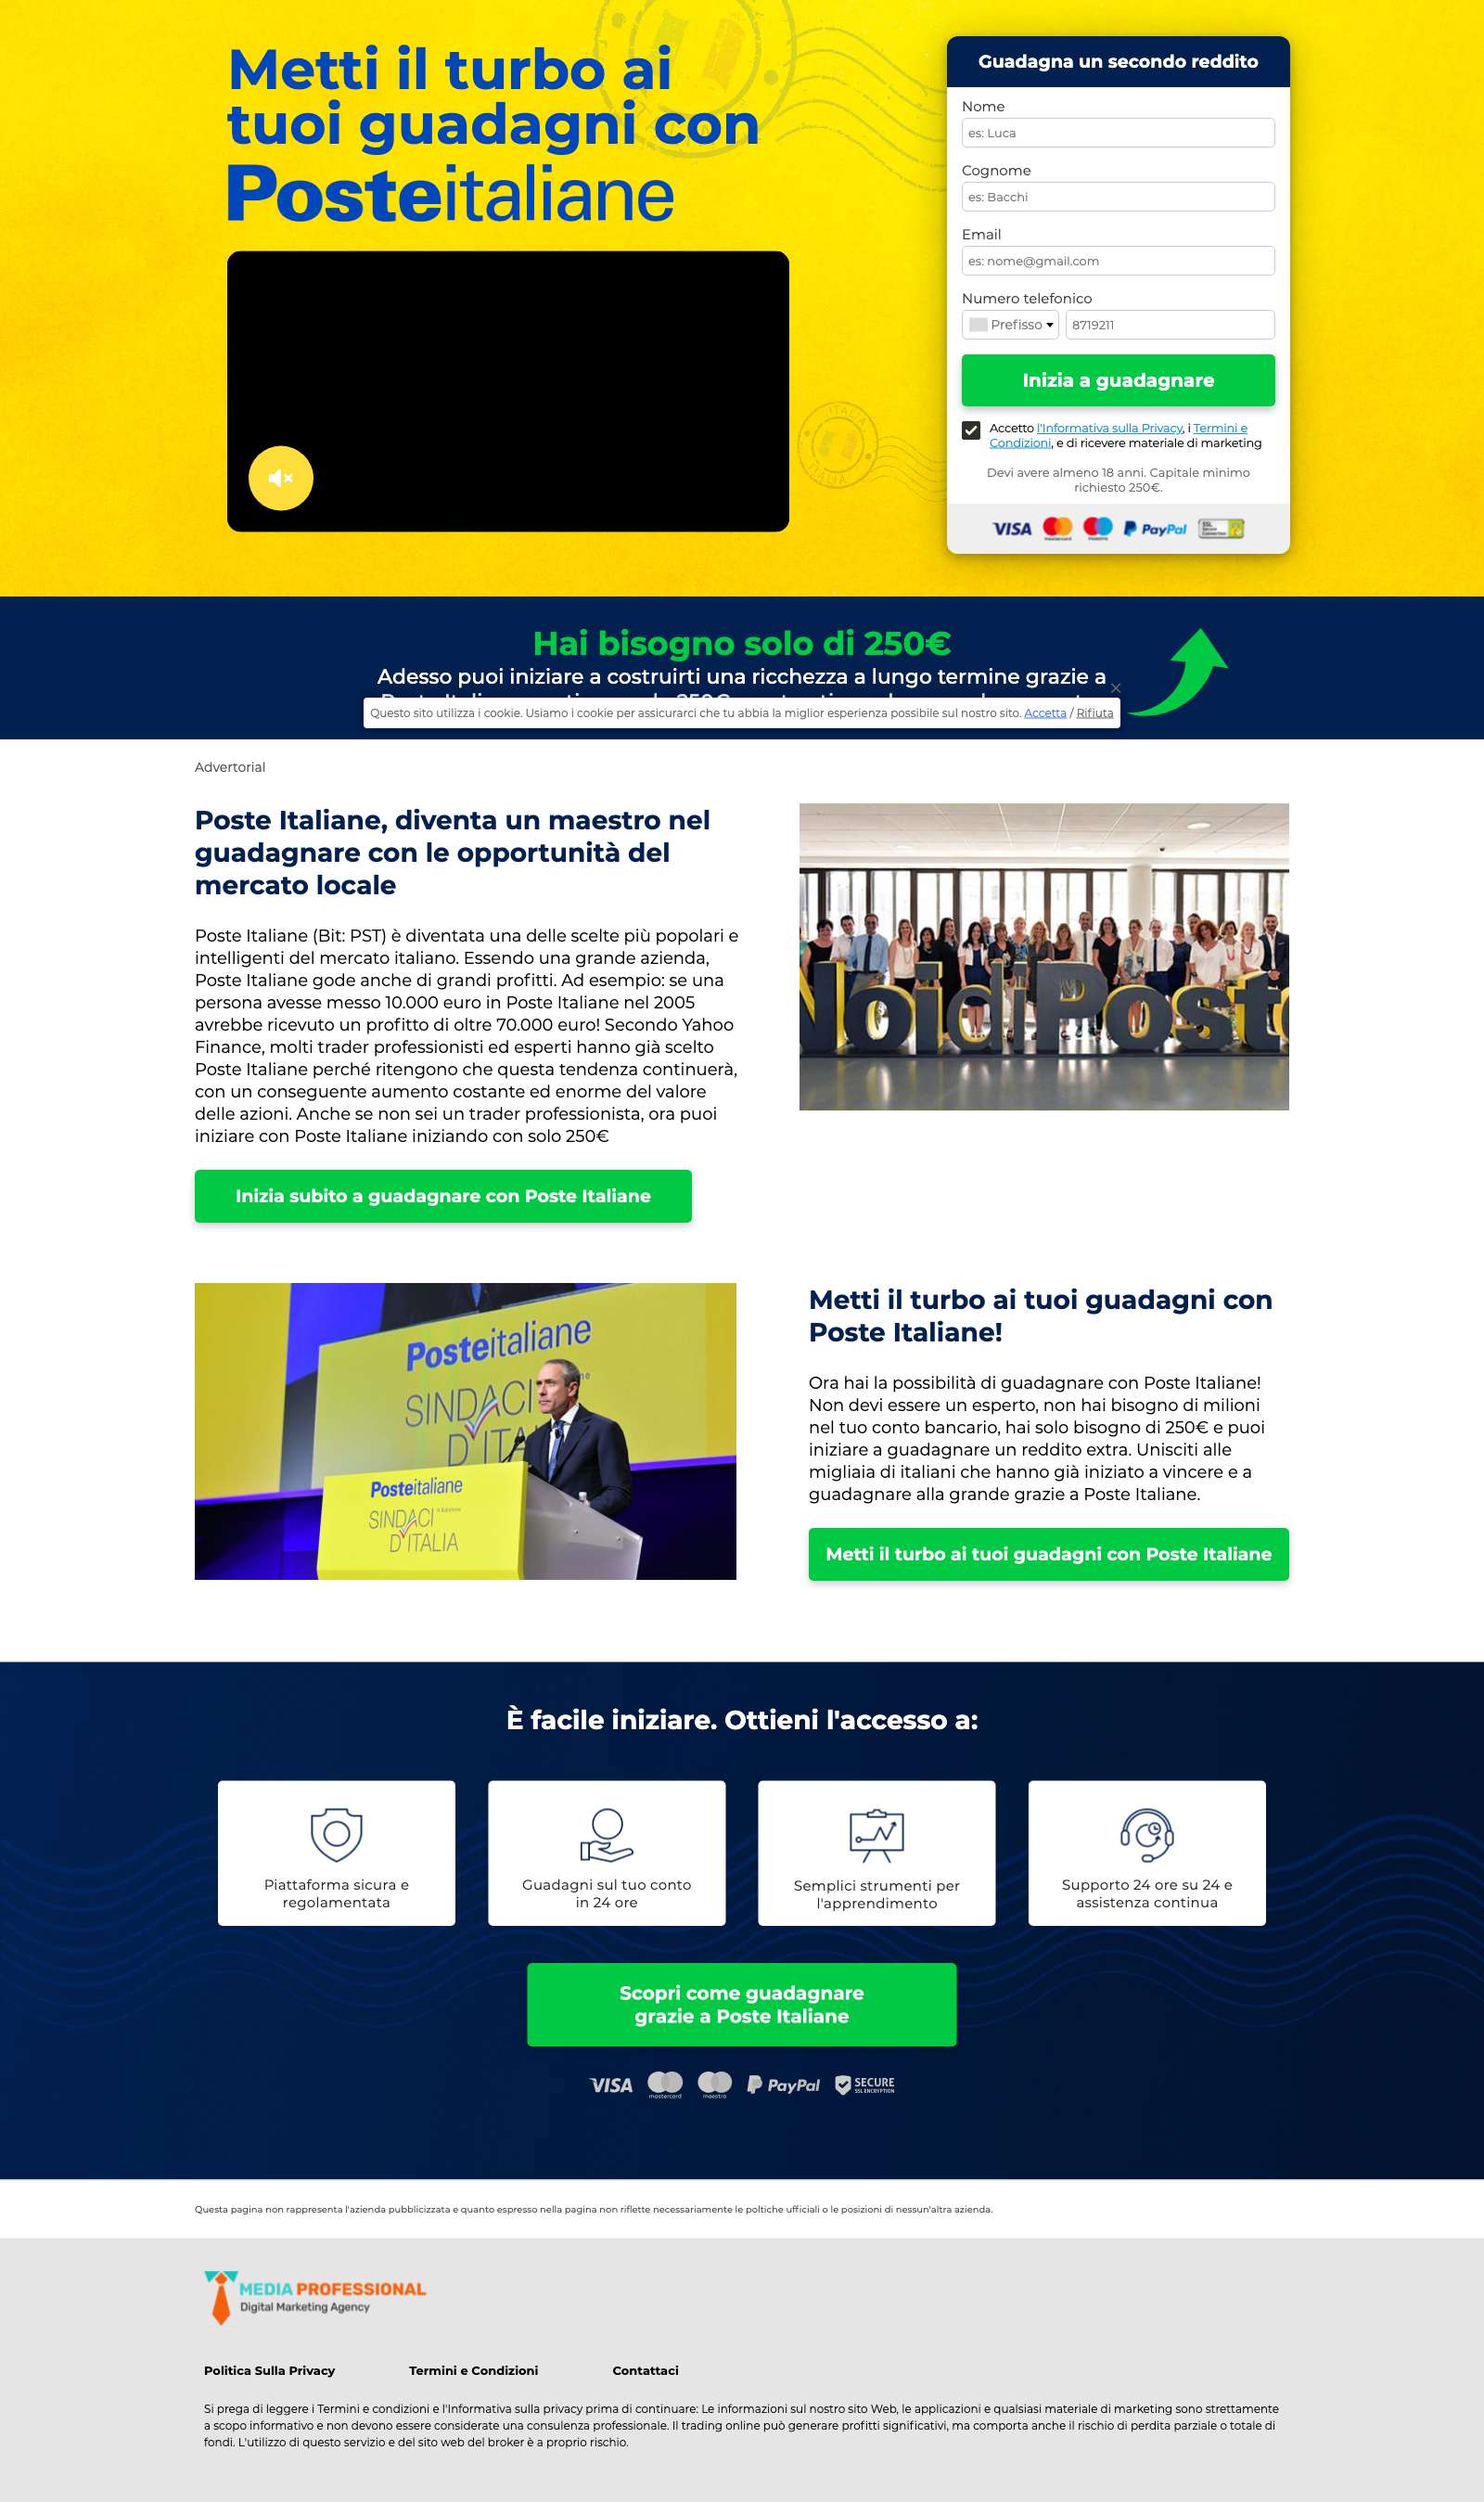 Metti il turbo ai
tuoi guadagni con
Posteitaliane
ITALIA
ITALIA
Guadagna un secondo reddito
Nome
es: Luca
Cognome
es: Bacchi
Email
es: nome@gmail.com
Numero telefonico
Prefisso
8719211
Inizia a guadagnare
Accetto l'Informativa sulla Privacy, i Termini e
Condizioni, e di ricevere materiale di marketing
Devi avere almeno 18 anni. Capitale minimo
richiesto 250€.
VISA mastercard maestro PayPal SSL Secure Connection
Hai bisogno solo di 250€
Adesso puoi iniziare a costruirti una ricchezza a lungo termine grazie a
Questo sito utilizza i cookie. Usiamo i cookie per assicurarci che tu abbia la miglior esperienza possibile sul nostro sito. Accetta / Rifiuta
Advertorial
Poste Italiane, diventa un maestro nel
guadagnare con le opportunità del
mercato locale
Poste Italiane (Bit: PST) è diventata una delle scelte più popolari e
intelligenti del mercato italiano. Essendo una grande azienda,
Poste Italiane gode anche di grandi profitti. Ad esempio: se una
persona avesse messo 10.000 euro in Poste Italiane nel 2005
avrebbe ricevuto un profitto di oltre 70.000 euro! Secondo Yahoo
Finance, molti trader professionisti ed esperti hanno già scelto
Poste Italiane perché ritengono che questa tendenza continuerà,
con un conseguente aumento costante ed enorme del valore
delle azioni. Anche se non sei un trader professionista, ora puoi
iniziare con Poste Italiane iniziando con solo 250€
NoidiPoste
Inizia subito a guadagnare con Poste Italiane
Posteitaliane
SINDACI
D'ITALIA
Posteitaliane
SINDACI
D'ITALIA
Metti il turbo ai tuoi guadagni con
Poste Italiane!
Ora hai la possibilità di guadagnare con Poste Italiane!
Non devi essere un esperto, non hai bisogno di milioni
nel tuo conto bancario, hai solo bisogno di 250€ e puoi
iniziare a guadagnare un reddito extra. Unisciti alle
migliaia di italiani che hanno già iniziato a vincere e a
guadagnare alla grande grazie a Poste Italiane.
Metti il turbo ai tuoi guadagni con Poste Italiane
È facile iniziare. Ottieni l'accesso a:
Piattaforma sicura e
regolamentata
Guadagni sul tuo conto
in 24 ore
Semplici strumenti per
l'apprendimento
Supporto 24 ore su 24 e
assistenza continua
Scopri come guadagnare
grazie a Poste Italiane
VISA mastercard maestro PayPal SECURE SSL ENCRYPTION
Questa pagina non rappresenta l'azienda pubblicizzata e quanto espresso nella pagina non riflette necessariamente le poltiche ufficiali o le posizioni di nessun'altra azienda.
MEDIA PROFESSIONAL
Digital Marketing Agency
Politica Sulla Privacy
Termini e Condizioni
Contattaci
Si prega di leggere i Termini e condizioni e l'Informativa sulla privacy prima di continuare: Le informazioni sul nostro sito Web, le applicazioni e qualsiasi materiale di marketing sono strettamente
a scopo informativo e non devono essere considerate una consulenza professionale. Il trading online può generare profitti significativi, ma comporta anche il rischio di perdita parziale o totale di
fondi. L'utilizzo di questo servizio e del sito web del broker è a proprio rischio.